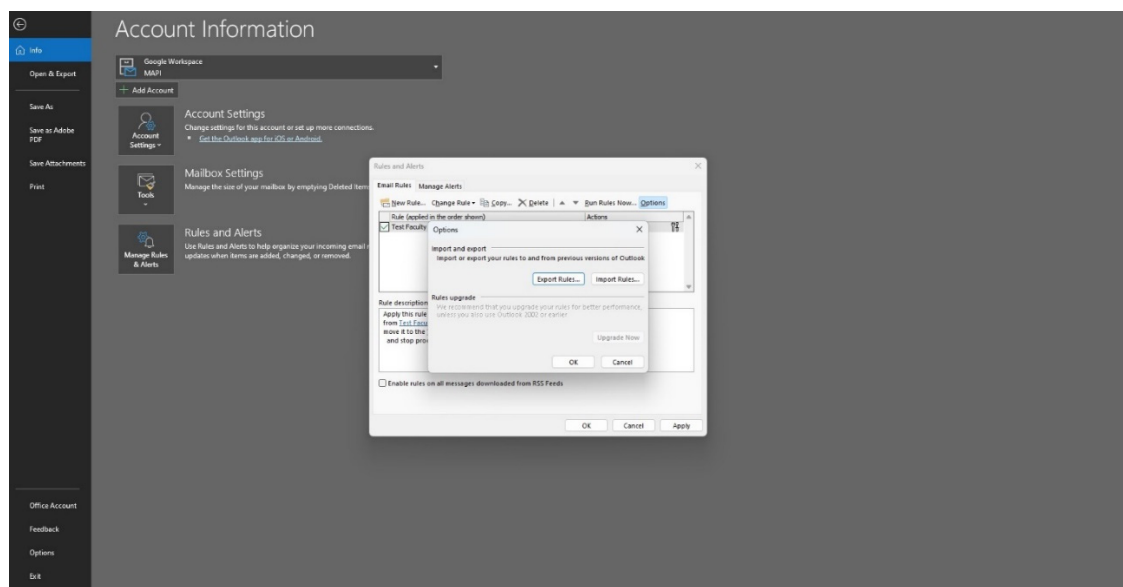 Account Information
Info
Open & Export
Save As
Save as Adobe
PDF
Save Attachments
Print
Office Account
Feedback
Options
Exit
Google Workspace
MAPI
Add Account
Account
Settings
Account Settings
Change settings for this account or set up more connections.
Get the Outlook app for iOS or Android.
Tools
Mailbox Settings
Manage the size of your mailbox by emptying Deleted Item
Manage Rules
& Alerts
Rules and Alerts
Use Rules and Alerts to help organize your incoming email
updates when items are added, changed, or removed.
Rules and Alerts
Email Rules Manage Alerts
New Rule... Change Rule Copy... Delete Run Rules Now... Options
Rule (applied in the order shown) Actions
Test Faculty
Rule description
Apply this rule
from Test
move it to the
and stop
Enable rules on all messages downloaded from RSS Feeds
OK Cancel Apply
Options
Import and export
Import or export your rules to and from previous versions of Outlook
Export Rules... Import Rules...
Rules upgrade
We recommend that you upgrade your rules for better performance,
unless you also use Outlook 2002 or earlier.
Upgrade Now
OK Cancel